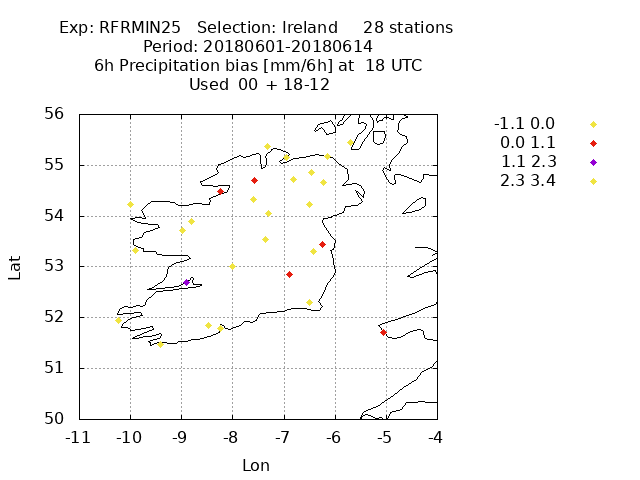 Exp: RFRMIN25 Selection: Ireland 28 stations
Period: 20180601-20180614
6h Precipitation bias [mm/6h] at 18 UTC
Used 00 + 18-12
-1.1 0.0
0.0 1.1
1.1 2.3
2.3 3.4
56
55
54
53
52
51
50
Lat
-11 -10 -9 -8 -7 -6 -5 -4
Lon